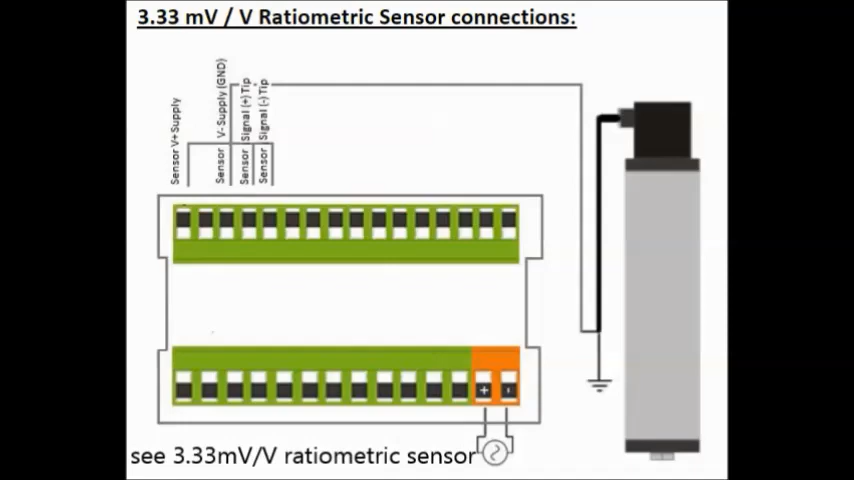 3.33 mV / V Ratiometric Sensor connections:
Sensor V+Supply
Sensor V-Supply (GND)
Sensor Signal (+) Tip
Sensor Signal (-) Tip
+ -
see 3.33mV/V ratiometric sensor